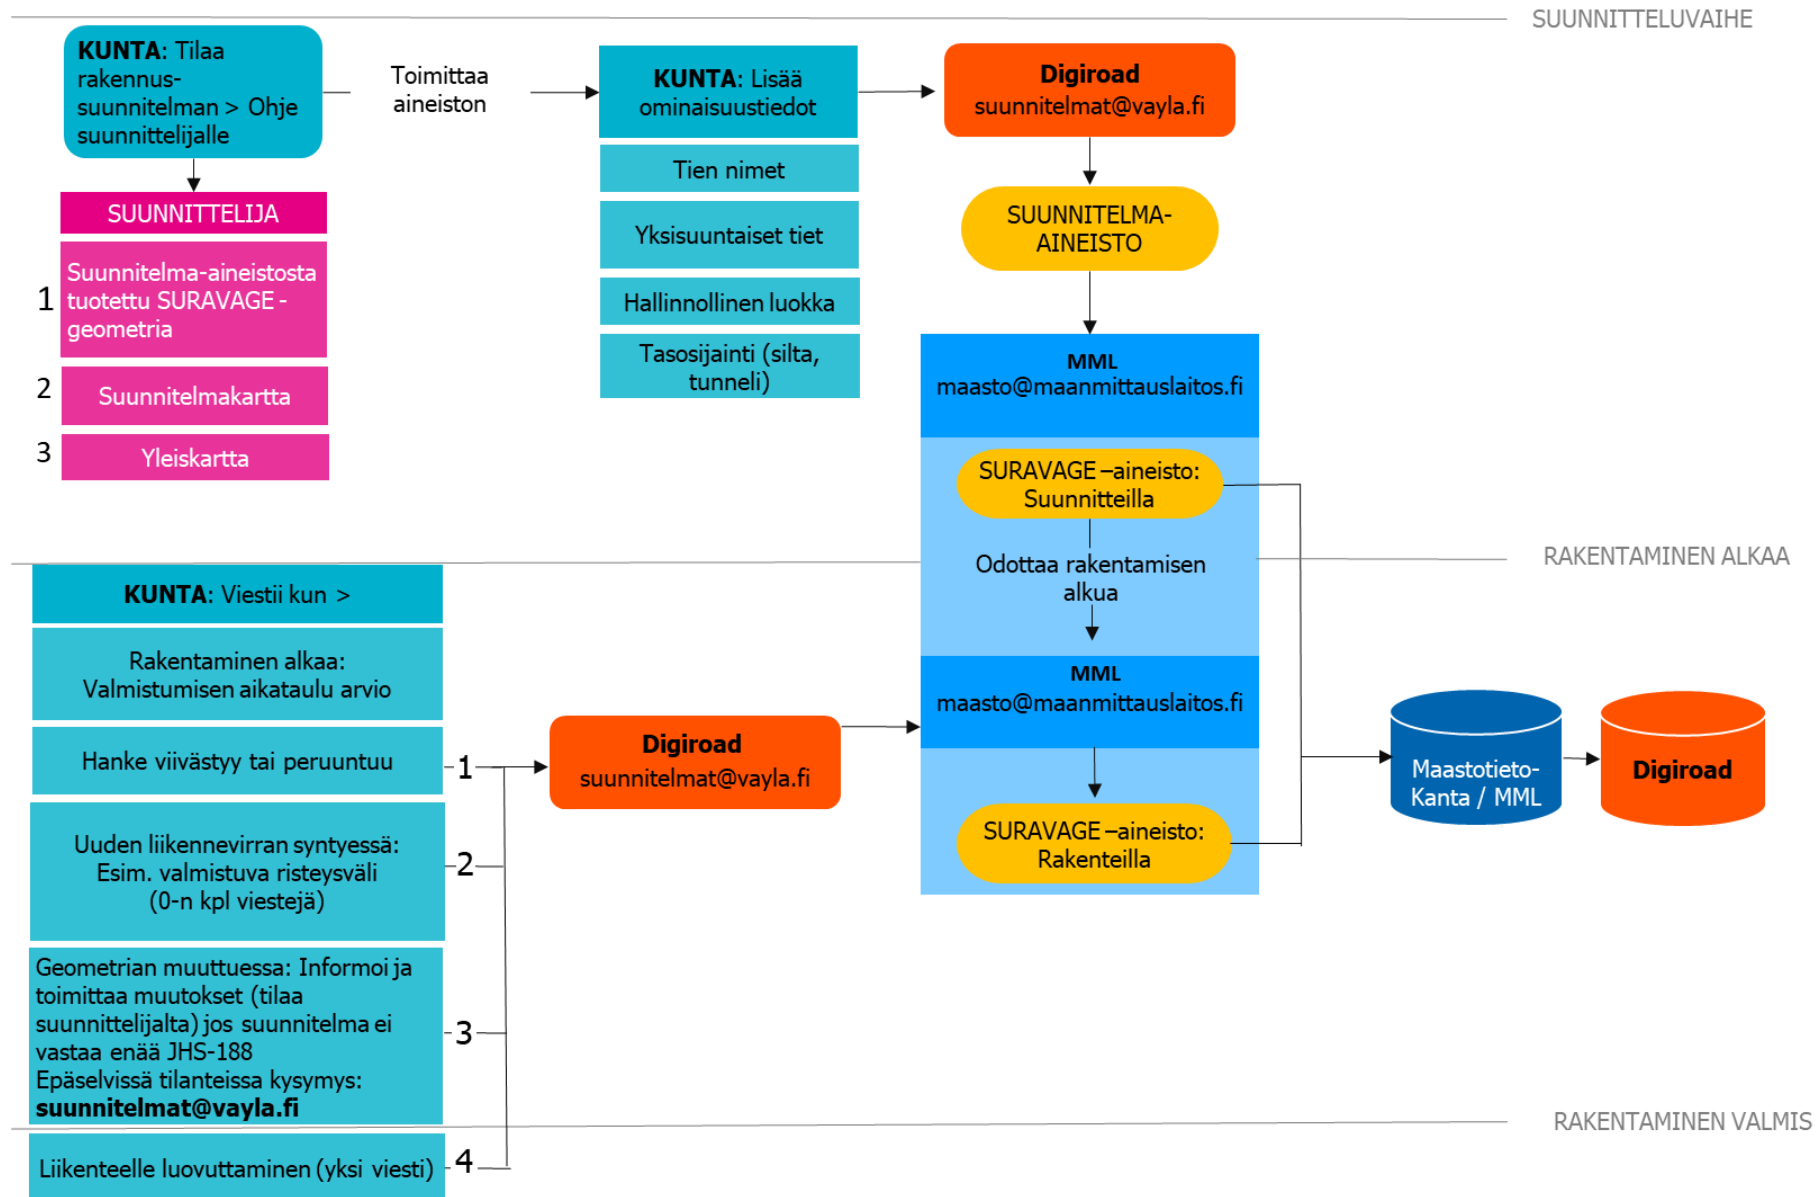 SUUNNITTELUVAIHE
KUNTA: Tilaa
rakennus-
suunnitelman > Ohje
suunnittelijalle
Toimittaa
aineiston
KUNTA: Lisää
ominaisuustiedot
Digiroad
suunnitelmat@vayla.fi
SUUNNITTELIJA
1
Suunnitelma-aineistosta
tuotettu SURAVAGE -
geometria
2
Suunnitelmakartta
3
Yleiskartta
Tien nimet
Yksisuuntaiset tiet
Hallinnollinen luokka
Tasosijainti (silta,
tunneli)
SUUNNITELMA-
AINEISTO
MML
maasto@maanmittauslaitos.fi
SURAVAGE –aineisto:
Suunnitteilla
RAKENTAMINEN ALKAA
Odottaa rakentamisen
alkua
KUNTA: Viestii kun >
Rakentaminen alkaa:
Valmistumisen aikataulu arvio
Hanke viivästyy tai peruuntuu
1
Uuden liikennevirran syntyessä:
Esim. valmistuva risteysväli
(0-n kpl viestejä)
2
Geometrian muuttuessa: Informoi ja
toimittaa muutokset (tilaa
suunnittelijalta) jos suunnitelma ei
vastaa enää JHS-188
Epäselvissä tilanteissa kysymys:
suunnitelmat@vayla.fi
3
Digiroad
suunnitelmat@vayla.fi
MML
maasto@maanmittauslaitos.fi
SURAVAGE –aineisto:
Rakenteilla
Maastotieto-
Kanta / MML
Digiroad
RAKENTAMINEN VALMIS
Liikenteelle luovuttaminen (yksi viesti)
4